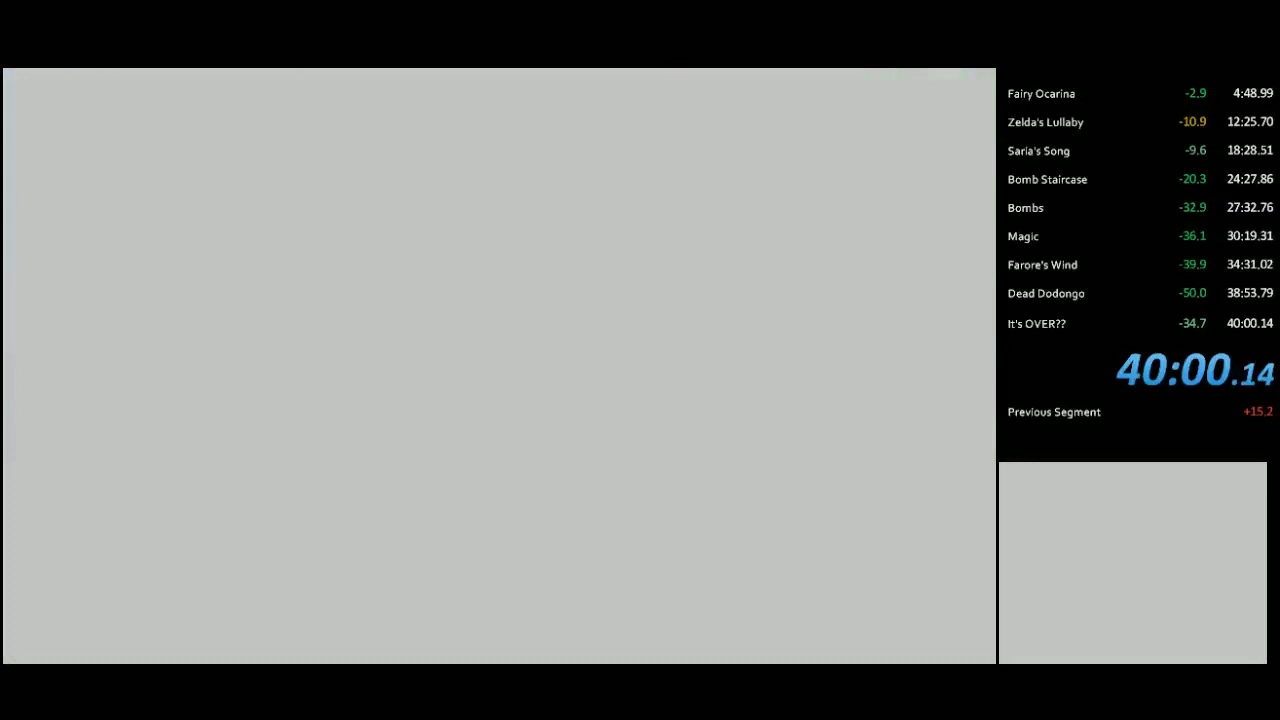 Fairy Ocarina -2.9 4:48.99
Zelda's Lullaby -10.9 12:25.70
Saria's Song -9.6 18:28.51
Bomb Staircase -20.3 24:27.86
Bombs -32.9 27:32.76
Magic -36.1 30:19.31
Farore's Wind -39.9 34:31.02
Dead Dodongo -50.0 38:53.79
It's OVER?? -34.7 40:00.14
40:00.14
Previous Segment +15.2